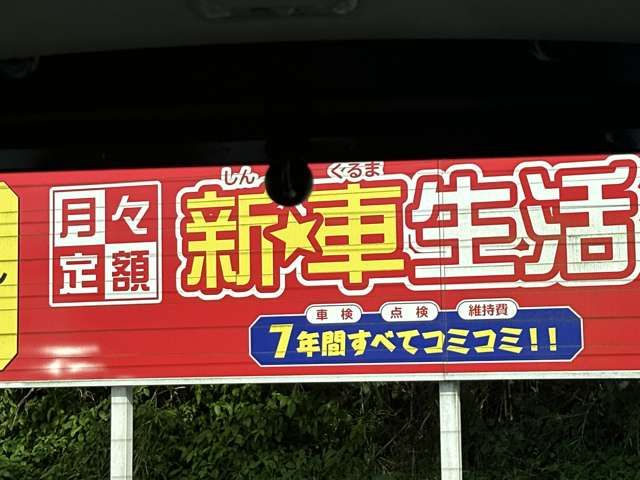 月々
定額
しん ぐるま
新★車生活
車検 点検 維持費
7年間すべてコミコミ!!